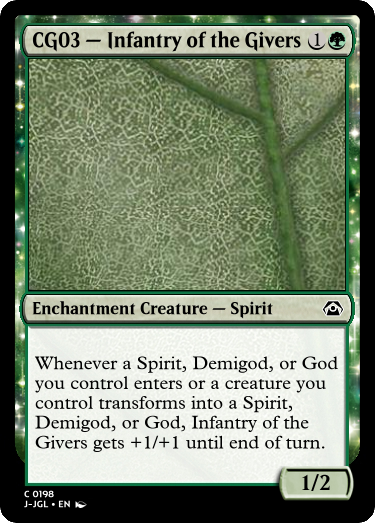 CG03 — Infantry of the Givers 1
Enchantment Creature — Spirit
Whenever a Spirit, Demigod, or God
you control enters or a creature you
control transforms into a Spirit,
Demigod, or God, Infantry of the
Givers gets +1/+1 until end of turn.
1/2
C 0198
J-JGL • EN